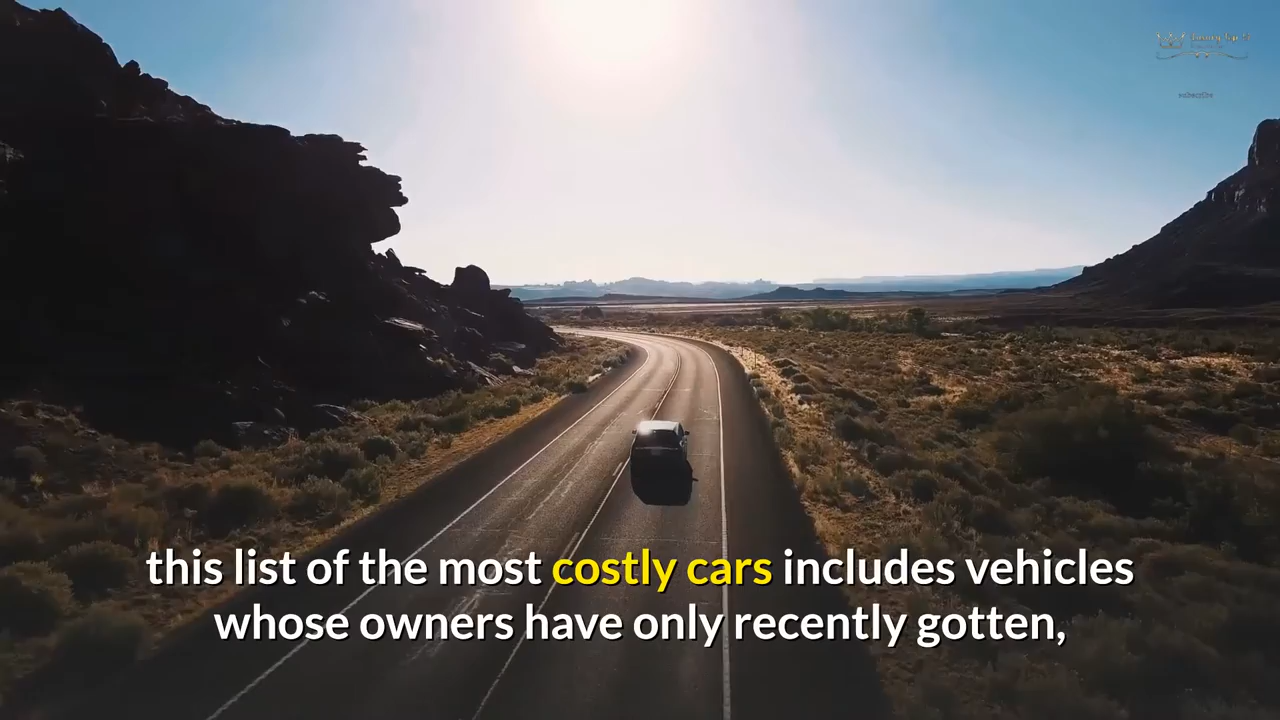 this list of the most costly cars includes vehicles
whose owners have only recently gotten,